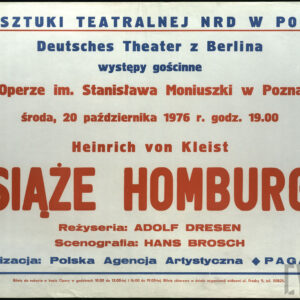 SZTUKI TEATRALNEJ NRD W PO
Deutsches Theater z Berlina
występy gościnne
Operze im. Stanisława Moniuszki w Pozna
środa, 20 października 1976 r. godz. 19.00
Heinrich von Kleist
SIĄŻE HOMBURG
Reżyseria: ADOLF DRESEN
Scenografia: HANS BROSCH
izacja: Polska Agencja Artystyczna ◆ PAGA